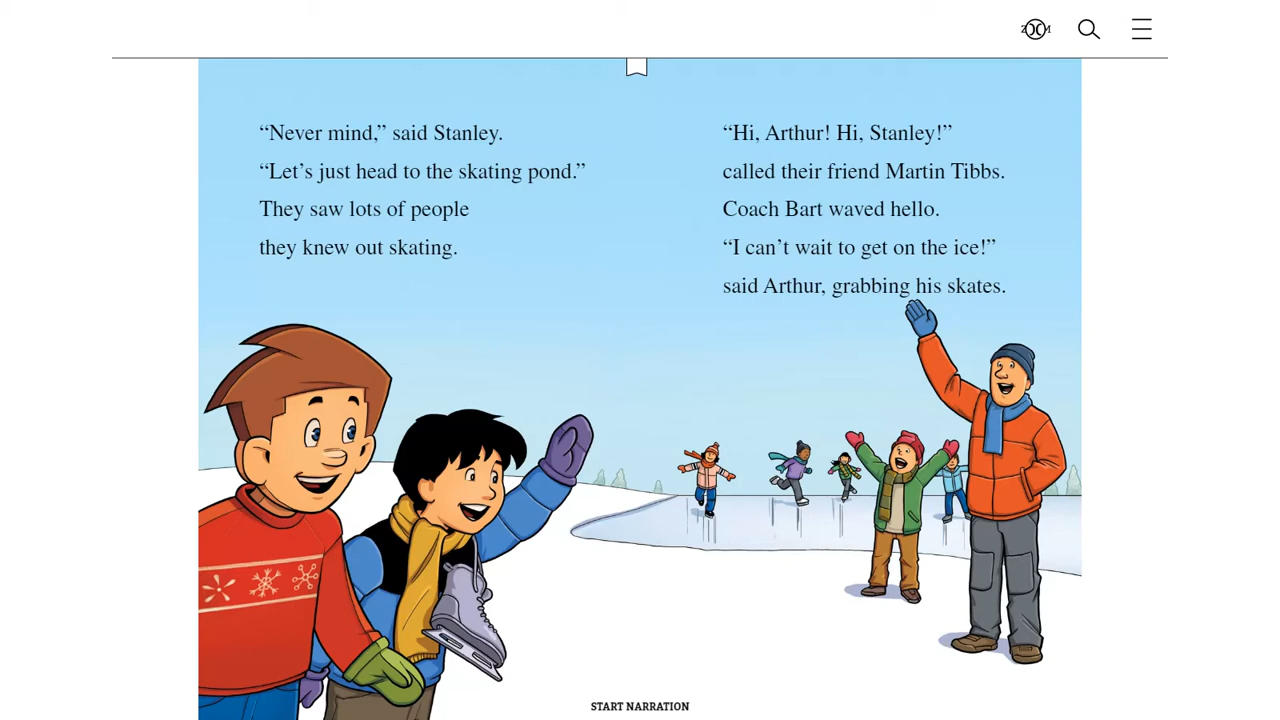 ZOOM
“Never mind,” said Stanley.
“Let’s just head to the skating pond.”
They saw lots of people
they knew out skating.
“Hi, Arthur! Hi, Stanley!”
called their friend Martin Tibbs.
Coach Bart waved hello.
“I can’t wait to get on the ice!”
said Arthur, grabbing his skates.
START NARRATION